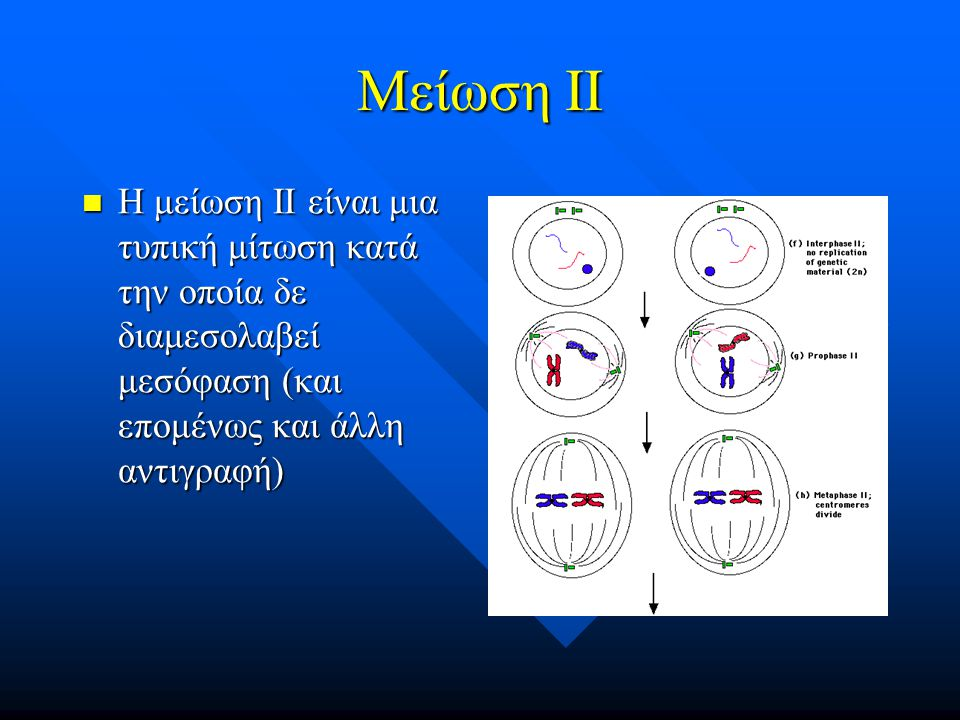 Μείωση ΙΙ
Η μείωση ΙΙ είναι μια
τυπική μίτωση κατά
την οποία δε
διαμεσολαβεί
μεσόφαση (και
επομένως και άλλη
αντιγραφή)
(f) Interphase II;
no replication
of genetic
material (2n)
(g) Prophase II
(h) Metaphase II;
centromeres
divide